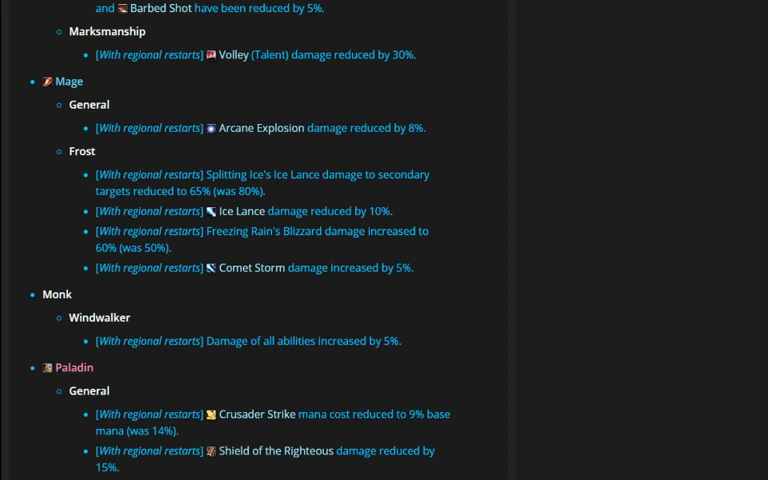 and Barbed Shot have been reduced by 5%.
Marksmanship
[With regional restarts] Volley (Talent) damage reduced by 30%.
Mage
General
[With regional restarts] Arcane Explosion damage reduced by 8%.
Frost
[With regional restarts] Splitting Ice's Ice Lance damage to secondary
targets reduced to 65% (was 80%).
[With regional restarts] Ice Lance damage reduced by 10%.
[With regional restarts] Freezing Rain's Blizzard damage increased to
60% (was 50%).
[With regional restarts] Comet Storm damage increased by 5%.
Monk
Windwalker
[With regional restarts] Damage of all abilities increased by 5%.
Paladin
General
[With regional restarts] Crusader Strike mana cost reduced to 9% base
mana (was 14%).
[With regional restarts] Shield of the Righteous damage reduced by
15%.